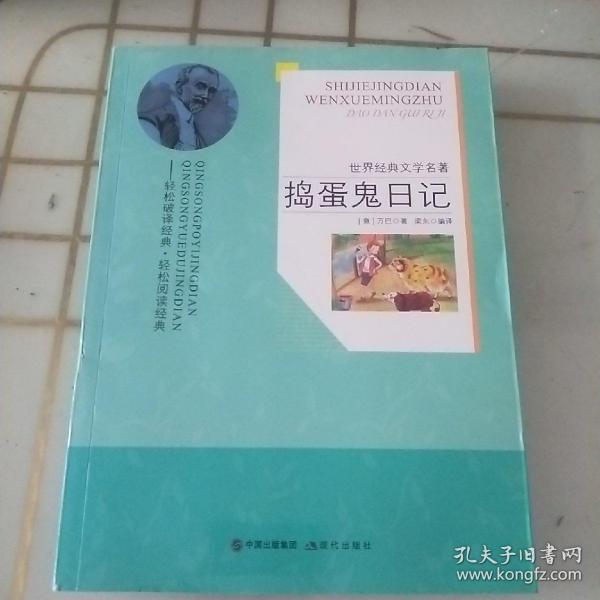 SHIJIEJINGDIAN
WENXUEMINGZHU
DAO DAN GUI RI JI
世界经典文学名著
捣蛋鬼日记
[意]万巴◎著 梁东◎编译
QINGSONGPOYIJINGDIAN
QINGSONGYUEDUJINGDIAN
——轻松破译经典·轻松阅读经典
中国出版集团 现代出版社
孔夫子旧书网
www.kongfz.com